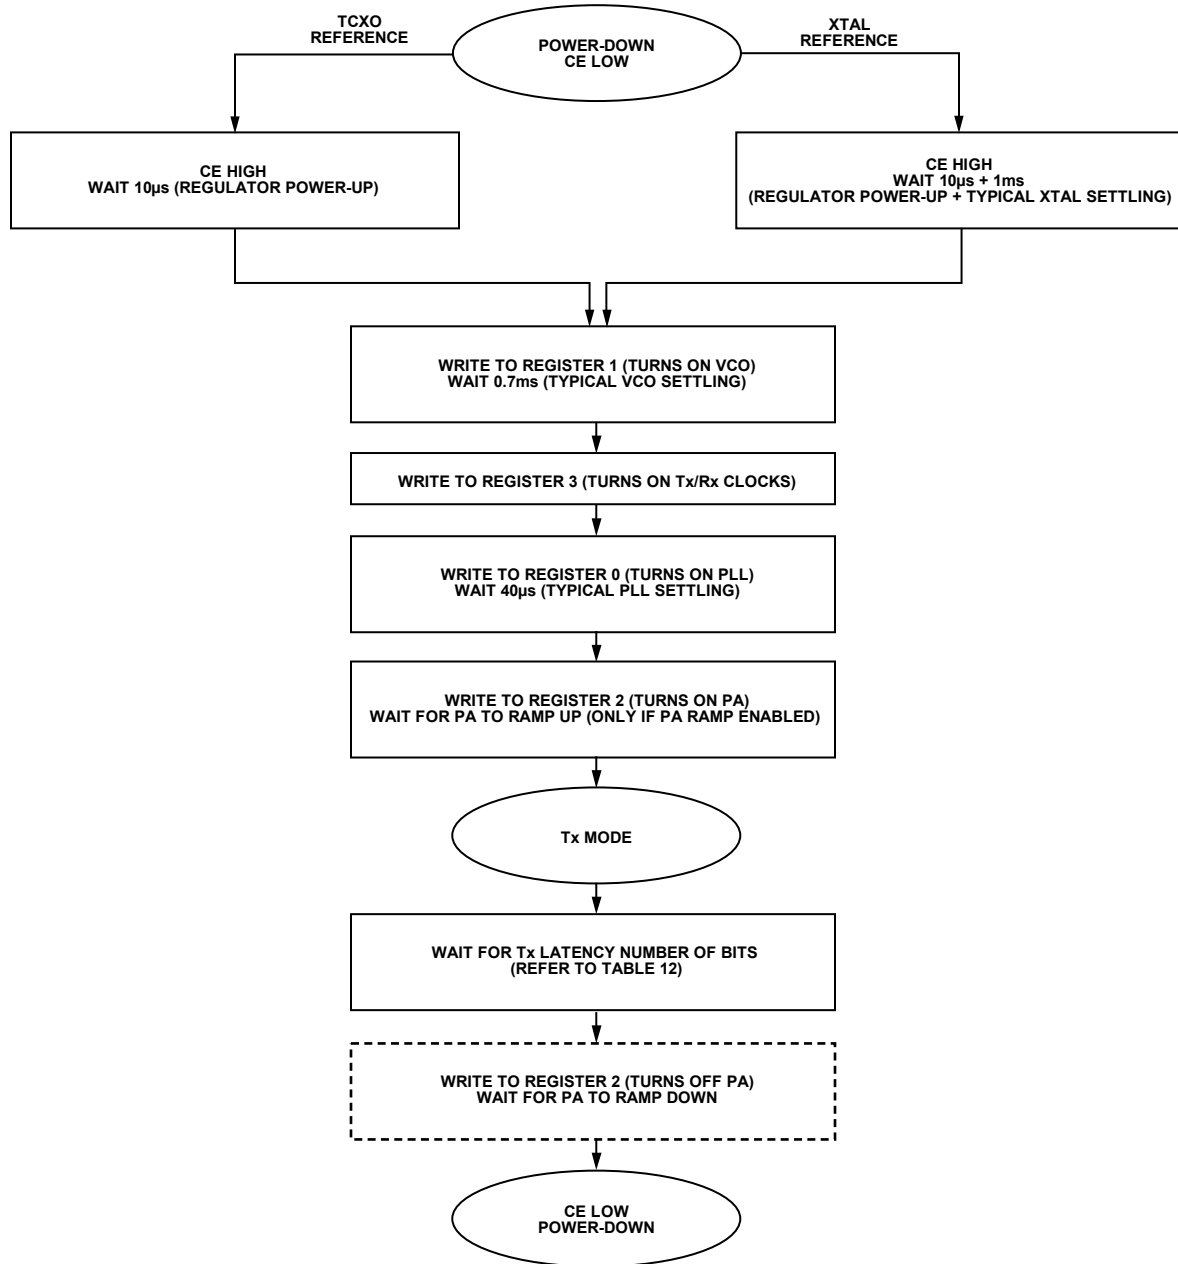 TCXO
REFERENCE
POWER-DOWN
CE LOW
XTAL
REFERENCE
CE HIGH
WAIT 10µs (REGULATOR POWER-UP)
CE HIGH
WAIT 10µs + 1ms
(REGULATOR POWER-UP + TYPICAL XTAL SETTLING)
WRITE TO REGISTER 1 (TURNS ON VCO)
WAIT 0.7ms (TYPICAL VCO SETTLING)
WRITE TO REGISTER 3 (TURNS ON Tx/Rx CLOCKS)
WRITE TO REGISTER 0 (TURNS ON PLL)
WAIT 40µs (TYPICAL PLL SETTLING)
WRITE TO REGISTER 2 (TURNS ON PA)
WAIT FOR PA TO RAMP UP (ONLY IF PA RAMP ENABLED)
Tx MODE
WAIT FOR Tx LATENCY NUMBER OF BITS
(REFER TO TABLE 12)
WRITE TO REGISTER 2 (TURNS OFF PA)
WAIT FOR PA TO RAMP DOWN
CE LOW
POWER-DOWN